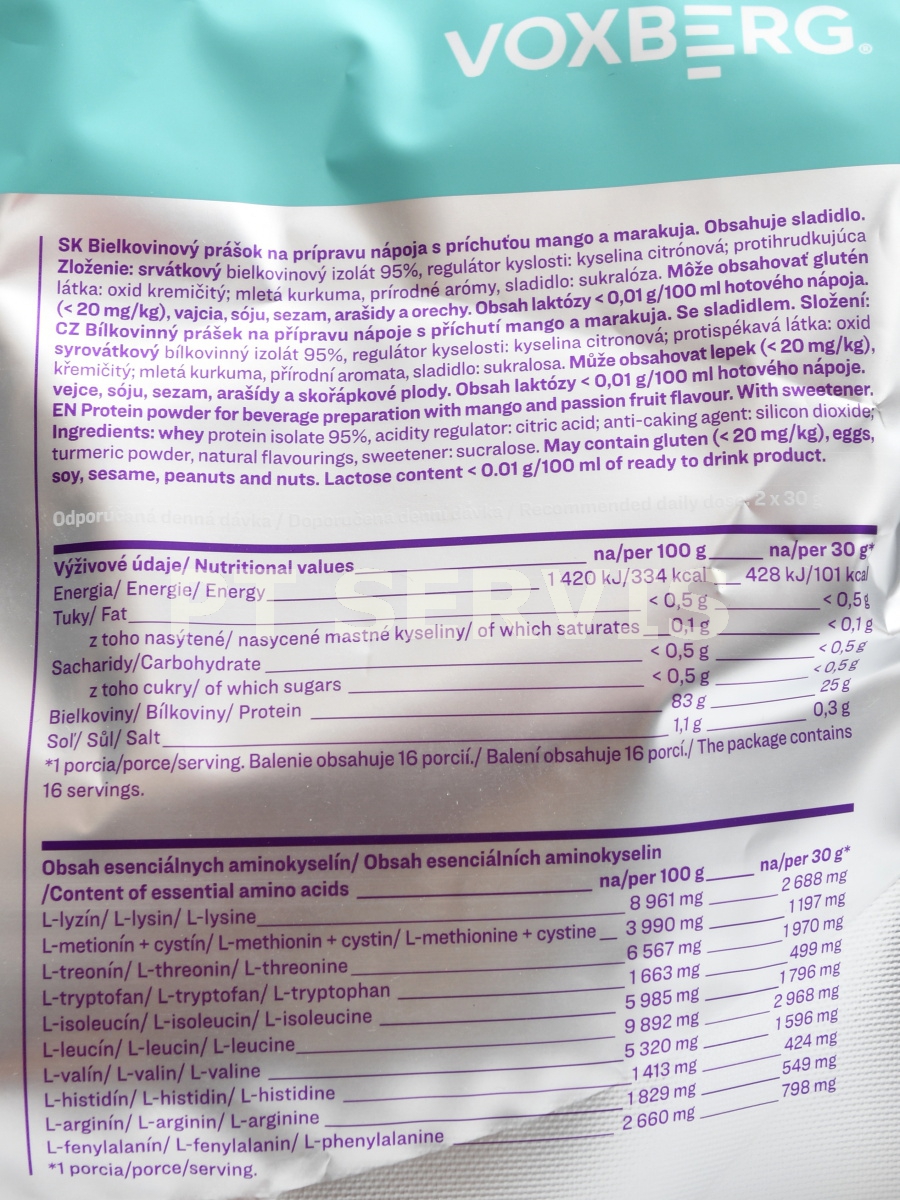 VOXBERG®
SK Bielkovinový prášok na prípravu nápoja s príchuťou mango a marakuja. Obsahuje sladidlo.
Zloženie: srvátkový bielkovinový izolát 95%, regulátor kyslosti: kyselina citrónová; protihrudkujúca
látka: oxid kremičitý; mletá kurkuma, prírodné arómy, sladidlo: sukralóza. Môže obsahovať glutén
(< 20 mg/kg), vajcia, sóju, sezam, arašidy a orechy. Obsah laktózy < 0,01 g/100 ml hotového nápoja.
CZ Bílkovinný prášek na přípravu nápoje s příchutí mango a marakuja. Se sladidlem. Složení:
syrovátkový bílkovinný izolát 95%, regulátor kyselosti: kyselina citronová; protispékavá látka: oxid
křemičitý; mletá kurkuma, přírodní aromata, sladidlo: sukralosa. Může obsahovat lepek (< 20 mg/kg),
vejce, sóju, sezam, arašídy a skořápkové plody. Obsah laktózy < 0,01 g/100 ml hotového nápoje.
EN Protein powder for beverage preparation with mango and passion fruit flavour. With sweetener.
Ingredients: whey protein isolate 95%, acidity regulator: citric acid; anti-caking agent: silicon dioxide;
turmeric powder, natural flavourings, sweetener: sucralose. May contain gluten (< 20 mg/kg), eggs,
soy, sesame, peanuts and nuts. Lactose content < 0.01 g/100 ml of ready to drink product.
Odporúčaná denná dávka / Doporučená denní dávka / Recommended daily dose: 2 x 30 g
Výživové údaje/ Nutritional values na/per 100 g na/per 30 g*
Energia/ Energie/ Energy 1 420 kJ/334 kcal 428 kJ/101 kcal
Tuky/ Fat < 0,5 g < 0,5 g
z toho nasýtené/ nasycené mastné kyseliny/ of which saturates 0,1 g < 0,1 g
Sacharidy/Carbohydrate < 0,5 g < 0,5 g
z toho cukry/ of which sugars < 0,5 g < 0,5 g
Bielkoviny/ Bílkoviny/ Protein 83 g 25 g
Soľ/ Sůl/ Salt 1,1 g 0,3 g
*1 porcia/porce/serving. Balenie obsahuje 16 porcií./ Balení obsahuje 16 porcí./ The package contains
16 servings.
PT SERVIS
Obsah esenciálnych aminokyselín/ Obsah esenciálních aminokyselin
/Content of essential amino acids na/per 100 g na/per 30 g*
L-lyzín/ L-lysin/ L-lysine 8 961 mg 2 688 mg
L-metionín + cystín/ L-methionin + cystin/ L-methionine + cystine 3 990 mg 1 197 mg
L-treonín/ L-threonin/ L-threonine 6 567 mg 1 970 mg
L-tryptofan/ L-tryptofan/ L-tryptophan 1 663 mg 499 mg
L-isoleucín/ L-isoleucin/ L-isoleucine 5 985 mg 1 796 mg
L-leucín/ L-leucin/ L-leucine 9 892 mg 2 968 mg
L-valín/ L-valin/ L-valine 5 320 mg 1 596 mg
L-histidín/ L-histidin/ L-histidine 1 413 mg 424 mg
L-arginín/ L-arginin/ L-arginine 1 829 mg 549 mg
L-fenylalanín/ L-fenylalanin/ L-phenylalanine 2 660 mg 798 mg
*1 porcia/porce/serving.